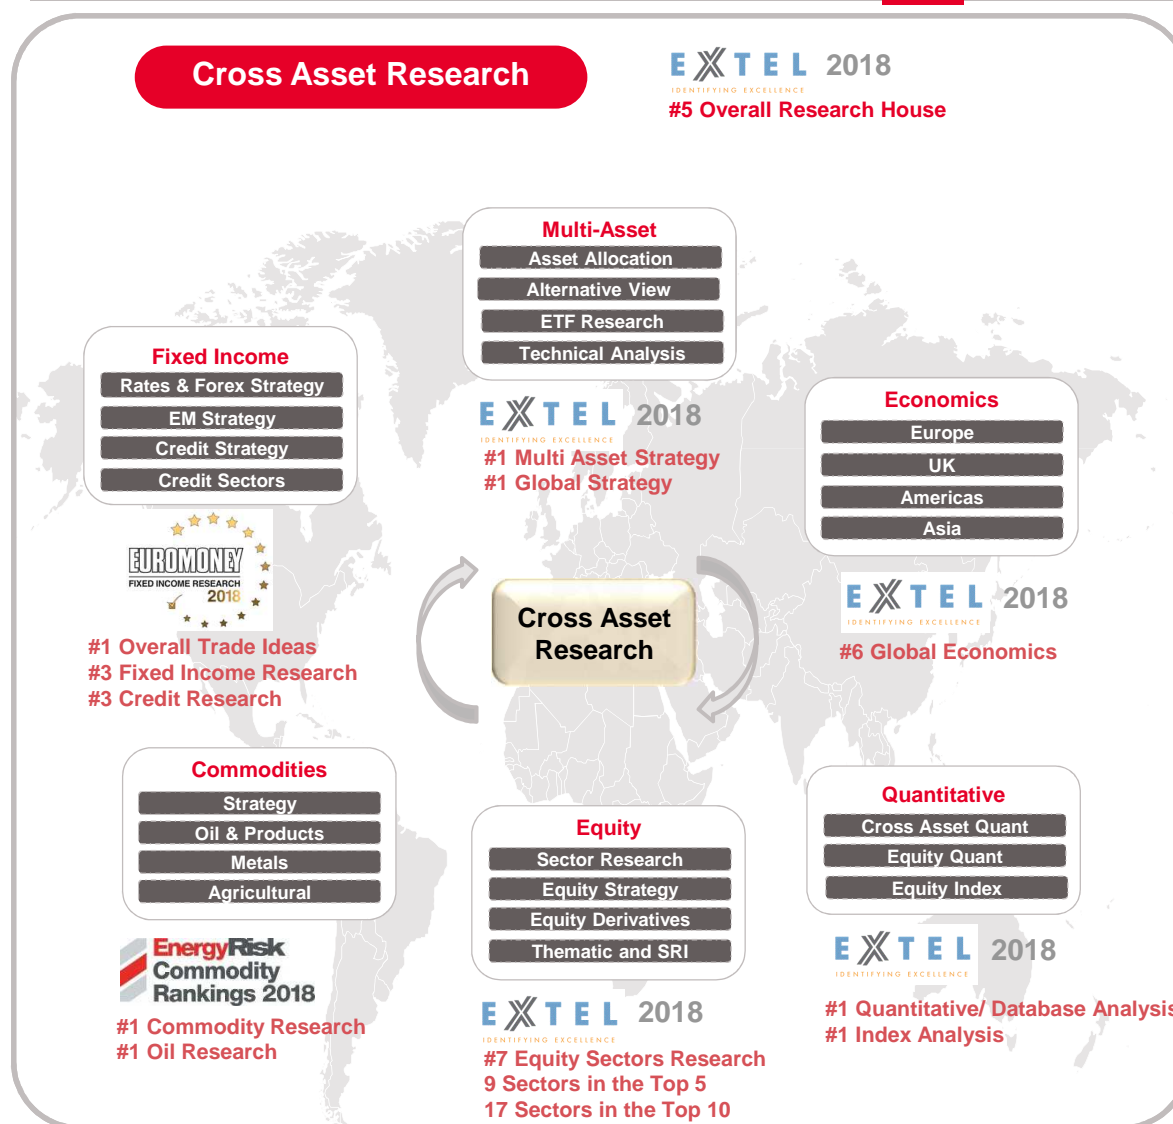 Cross Asset Research
EXTEL 2018
IDENTIFYING EXCELLENCE
#5 Overall Research House
Multi-Asset
Asset Allocation
Alternative View
ETF Research
Technical Analysis
EXTEL 2018
IDENTIFYING EXCELLENCE
#1 Multi Asset Strategy
#1 Global Strategy
Fixed Income
Rates & Forex Strategy
EM Strategy
Credit Strategy
Credit Sectors
EUROMONEY
FIXED INCOME RESEARCH
2018
#1 Overall Trade Ideas
#3 Fixed Income Research
#3 Credit Research
Economics
Europe
UK
Americas
Asia
EXTEL 2018
IDENTIFYING EXCELLENCE
#6 Global Economics
Cross Asset
Research
Commodities
Strategy
Oil & Products
Metals
Agricultural
EnergyRisk
Commodity
Rankings 2018
#1 Commodity Research
#1 Oil Research
Equity
Sector Research
Equity Strategy
Equity Derivatives
Thematic and SRI
EXTEL 2018
IDENTIFYING EXCELLENCE
#7 Equity Sectors Research
9 Sectors in the Top 5
17 Sectors in the Top 10
Quantitative
Cross Asset Quant
Equity Quant
Equity Index
EXTEL 2018
IDENTIFYING EXCELLENCE
#1 Quantitative/ Database Analysis
#1 Index Analysis